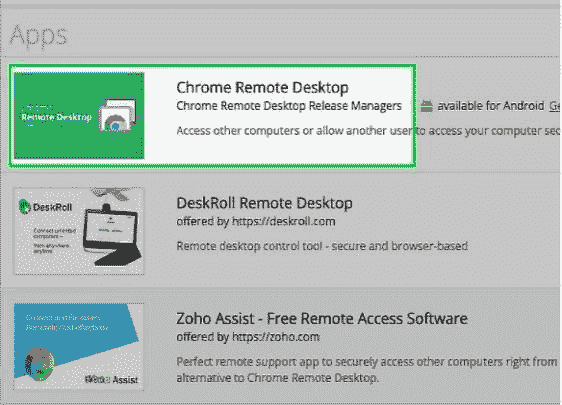 Apps
Chrome Remote Desktop
Chrome Remote Desktop Release Managers
available for Android Ge
Access other computers or allow another user to access your computer sec
Remote Desktop
DeskRoll Remote Desktop
offered by https://deskroll.com
Remote desktop control tool - secure and browser-based
DeskRoll
Zoho Assist - Free Remote Access Software
offered by https://zoho.com
Perfect remote support app to securely access other computers right from
alternative to Chrome Remote Desktop.
Assist